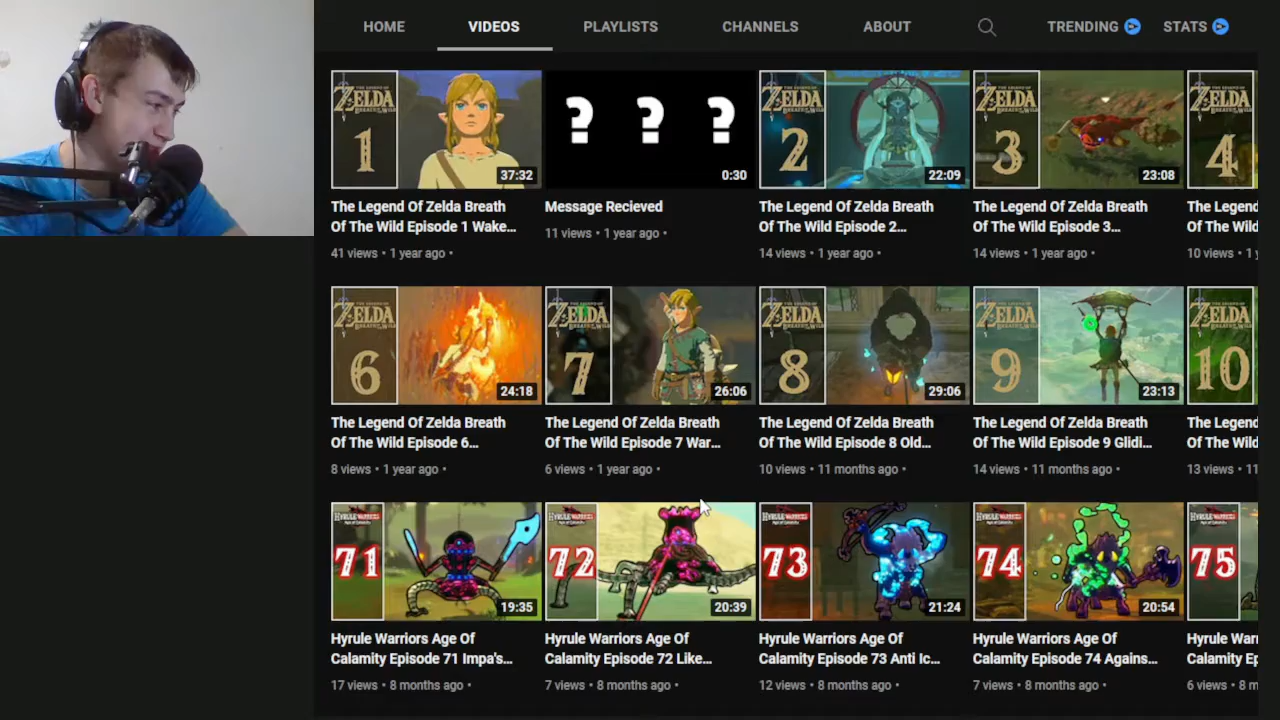 HOME VIDEOS PLAYLISTS CHANNELS ABOUT TRENDING STATS
ZELDA 1 37:32
? ? ? 0:30
ZELDA 2 22:09
ZELDA 3 23:08
ZELDA 4
The Legend Of Zelda Breath
Of The Wild Episode 1 Wake...
41 views • 1 year ago •
Message Recieved
11 views • 1 year ago •
The Legend Of Zelda Breath
Of The Wild Episode 2...
14 views • 1 year ago •
The Legend Of Zelda Breath
Of The Wild Episode 3...
14 views • 1 year ago •
The Legend
Of The Wild
10 views • 1 y
ZELDA 6 24:18
ZELDA 7 26:06
ZELDA 8 29:06
ZELDA 9 23:13
ZELDA 10
The Legend Of Zelda Breath
Of The Wild Episode 6...
8 views • 1 year ago •
The Legend Of Zelda Breath
Of The Wild Episode 7 War...
6 views • 1 year ago •
The Legend Of Zelda Breath
Of The Wild Episode 8 Old...
10 views • 11 months ago •
The Legend Of Zelda Breath
Of The Wild Episode 9 Glidi...
14 views • 11 months ago •
The Legend
Of The Wild
13 views • 11
HYRULE WARRIORS 71 19:35
HYRULE WARRIORS 72 20:39
HYRULE WARRIORS 73 21:24
HYRULE WARRIORS 74 20:54
HYRULE WARRIORS 75
Hyrule Warriors Age Of
Calamity Episode 71 Impa's...
17 views • 8 months ago •
Hyrule Warriors Age Of
Calamity Episode 72 Like...
7 views • 8 months ago •
Hyrule Warriors Age Of
Calamity Episode 73 Anti Ic...
12 views • 8 months ago •
Hyrule Warriors Age Of
Calamity Episode 74 Agains...
7 views • 8 months ago •
Hyrule War
Calamity Ep
6 views • 8 m